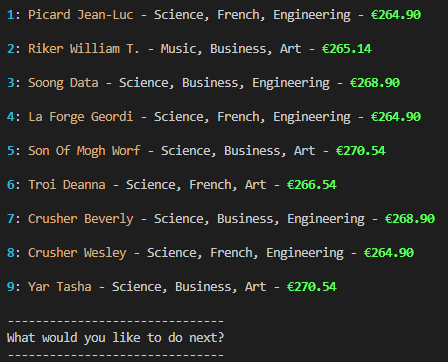 1: Picard Jean-Luc - Science, French, Engineering - €264.90
2: Riker William T. - Music, Business, Art - €265.14
3: Soong Data - Science, Business, Engineering - €268.90
4: La Forge Geordi - Science, French, Engineering - €264.90
5: Son Of Mogh Worf - Science, Business, Art - €270.54
6: Troi Deanna - Science, French, Art - €266.54
7: Crusher Beverly - Science, Business, Engineering - €268.90
8: Crusher Wesley - Science, French, Engineering - €264.90
9: Yar Tasha - Science, Business, Art - €270.54
-------------------------------
What would you like to do next?
-------------------------------